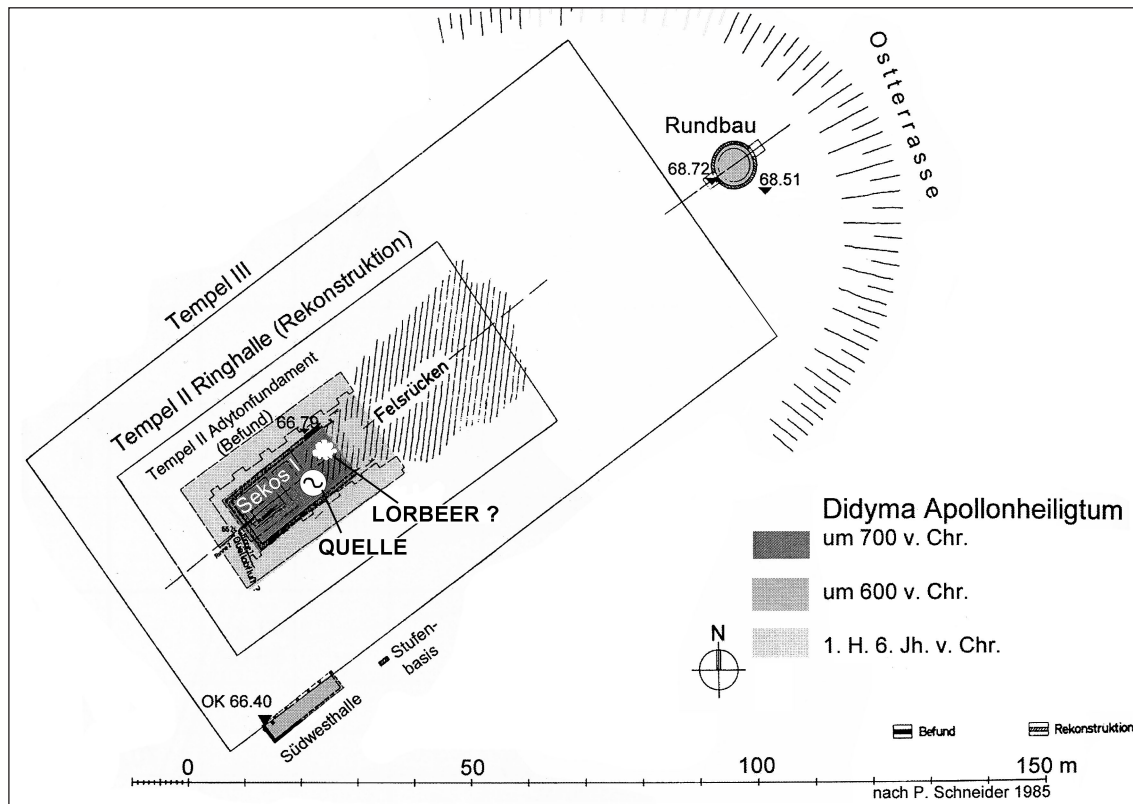 Ostterrasse
Rundbau
68.72
68.51
Tempel III
Tempel II Ringhalle (Rekonstruktion)
Tempel II Adytonfundament
(Befund)
66.79
Felsrücken
Sekos I
LORBEER ?
QUELLE
Didyma Apollonheiligtum
um 700 v. Chr.
um 600 v. Chr.
1. H. 6. Jh. v. Chr.
N
Stufen-
basis
OK 66.40
Südwesthalle
Befund
Rekonstruktion
0
50
100
150 m
nach P. Schneider 1985